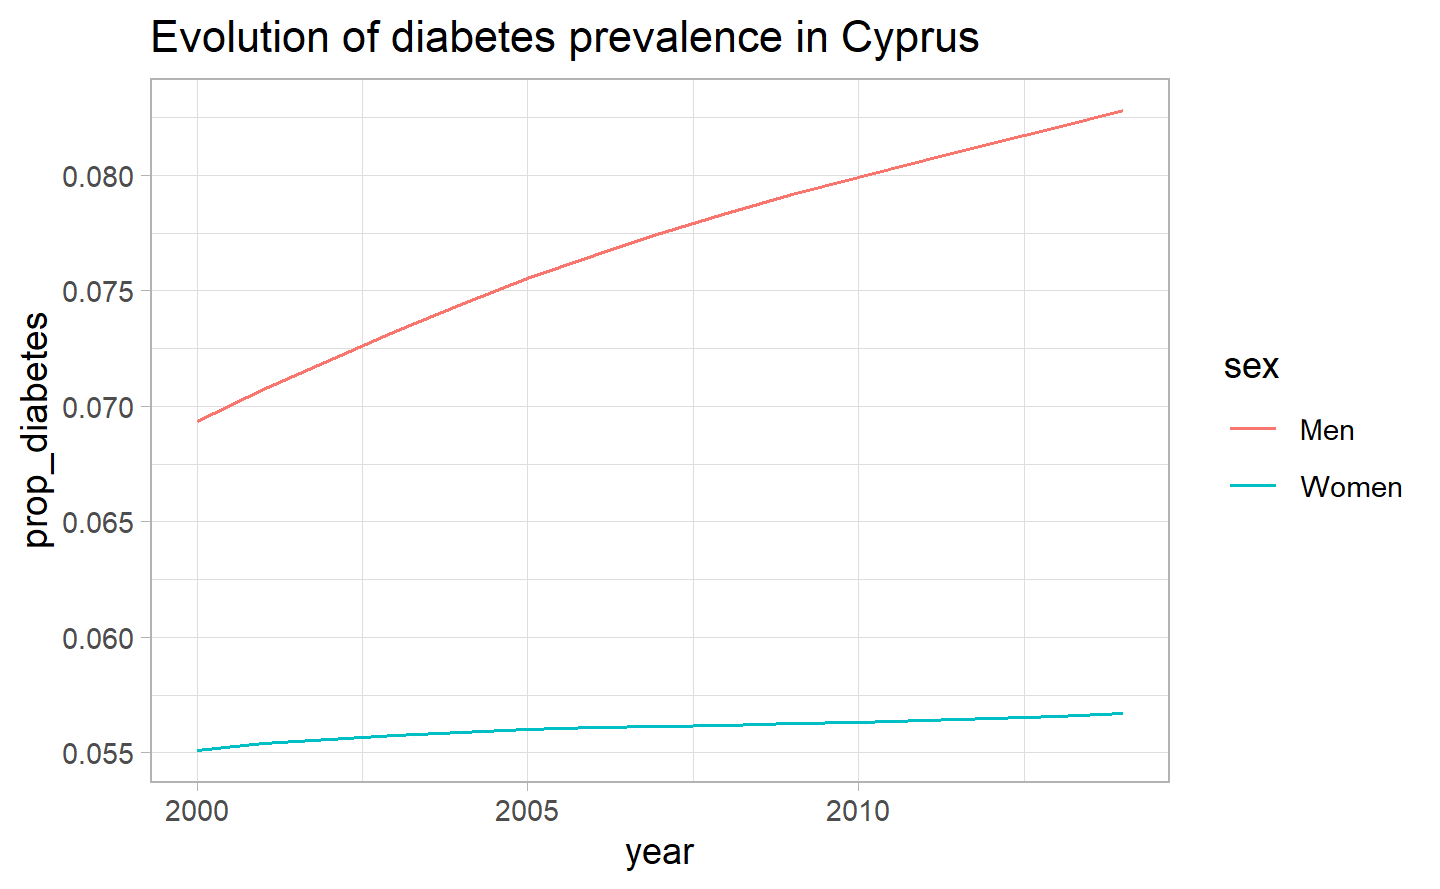 Evolution of diabetes prevalence in Cyprus
prop_diabetes
0.080
0.075
0.070
0.065
0.060
0.055
2000 2005 2010
year
sex
Men
Women